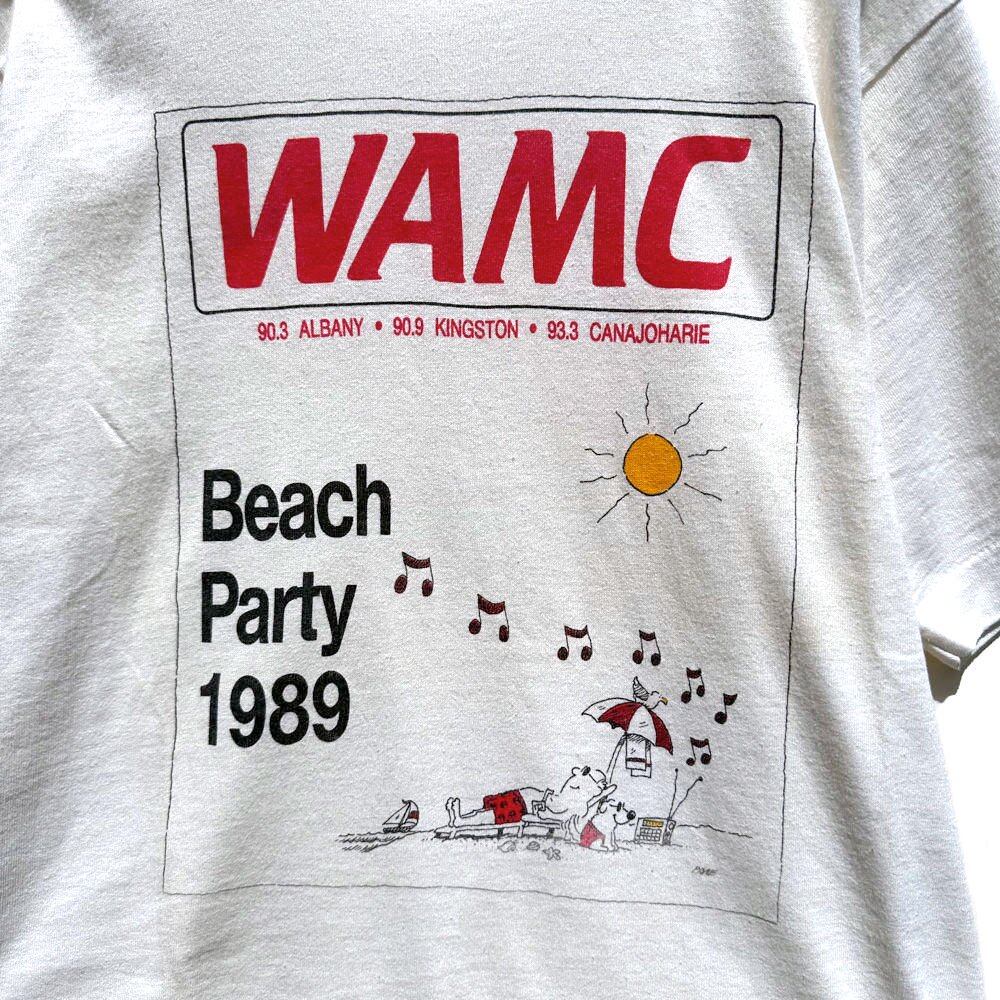 WAMC
90.3 ALBANY • 90.9 KINGSTON • 93.3 CANAJOHARIE
Beach
Party
1989